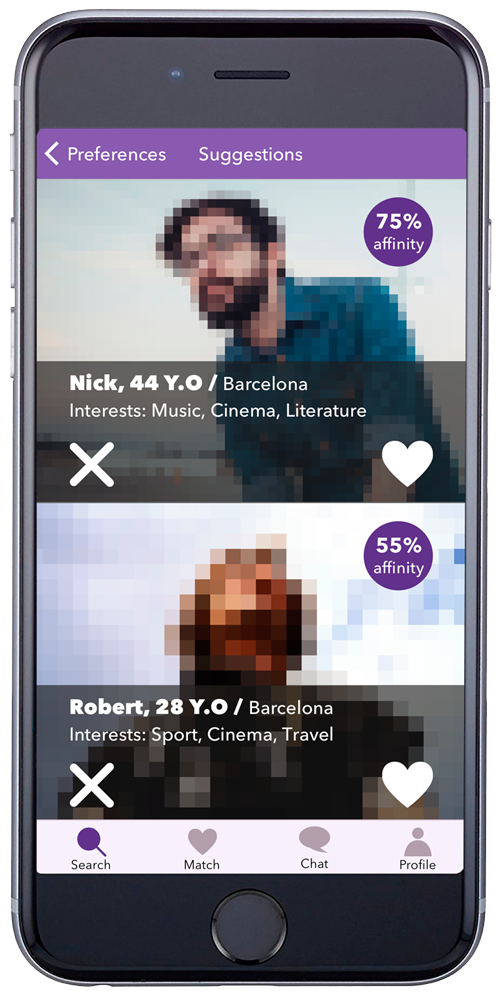 Preferences
Suggestions
75%
affinity
Nick, 44 Y.O / Barcelona
Interests: Music, Cinema, Literature
55%
affinity
Robert, 28 Y.O / Barcelona
Interests: Sport, Cinema, Travel
Search
Match
Chat
Profile